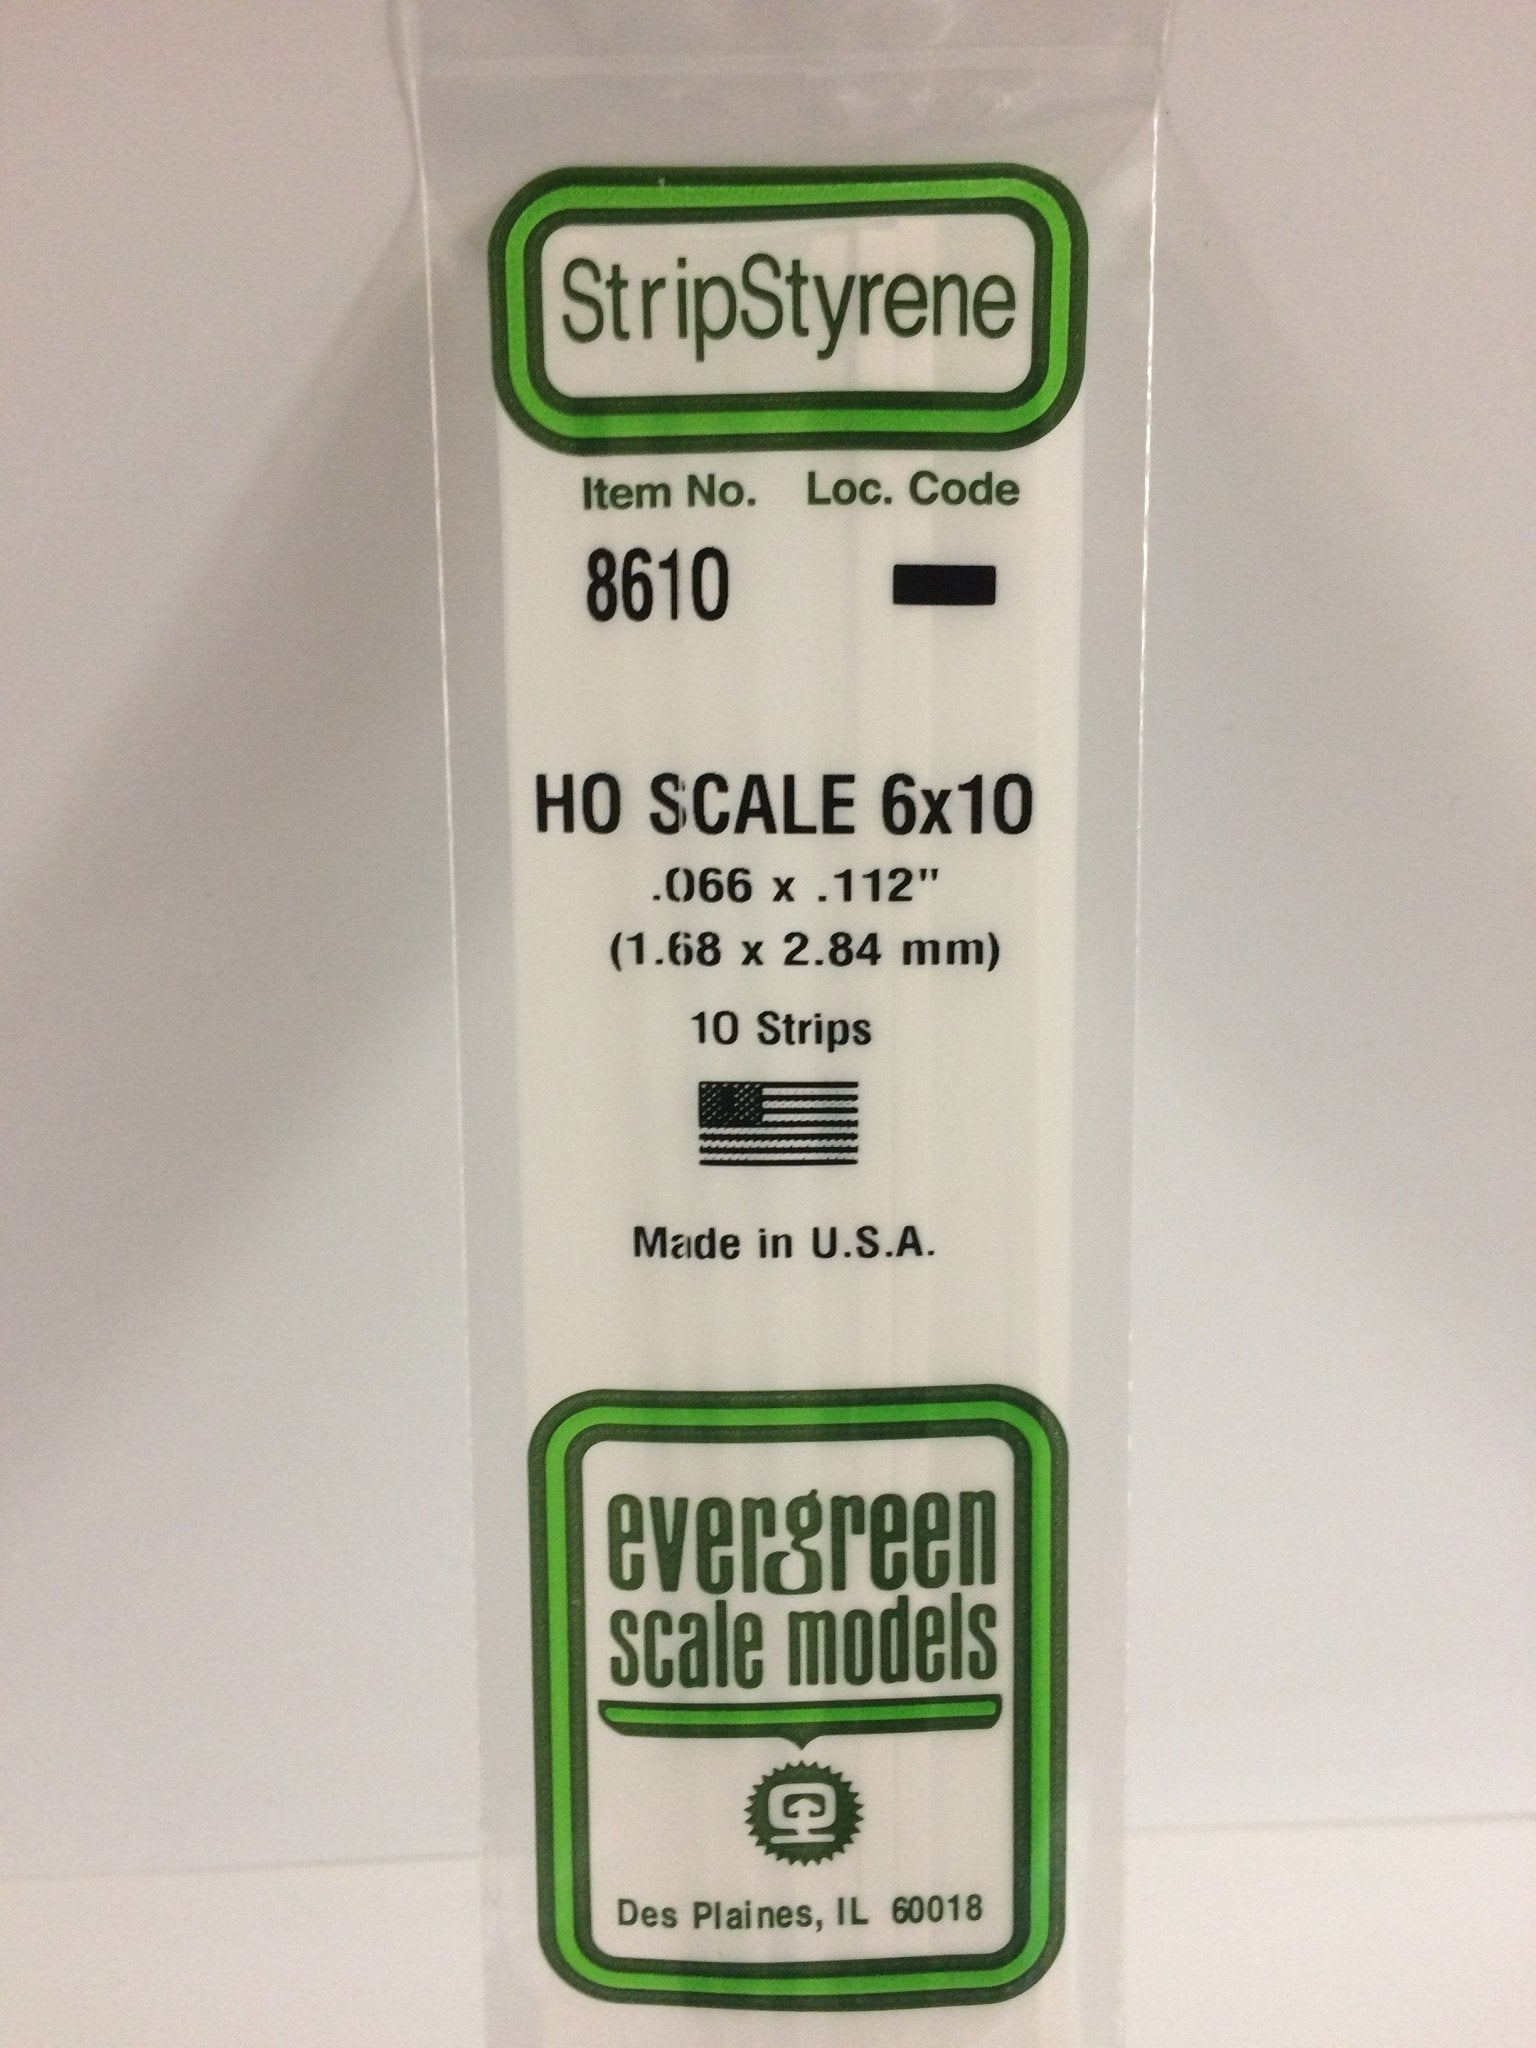 StripStyrene
Item No. Loc. Code
8610
HO SCALE 6x10
.066 x .112"
(1.68 x 2.84 mm)
10 Strips
Made in U.S.A.
evergreen
scale models
Des Plaines, IL 60018